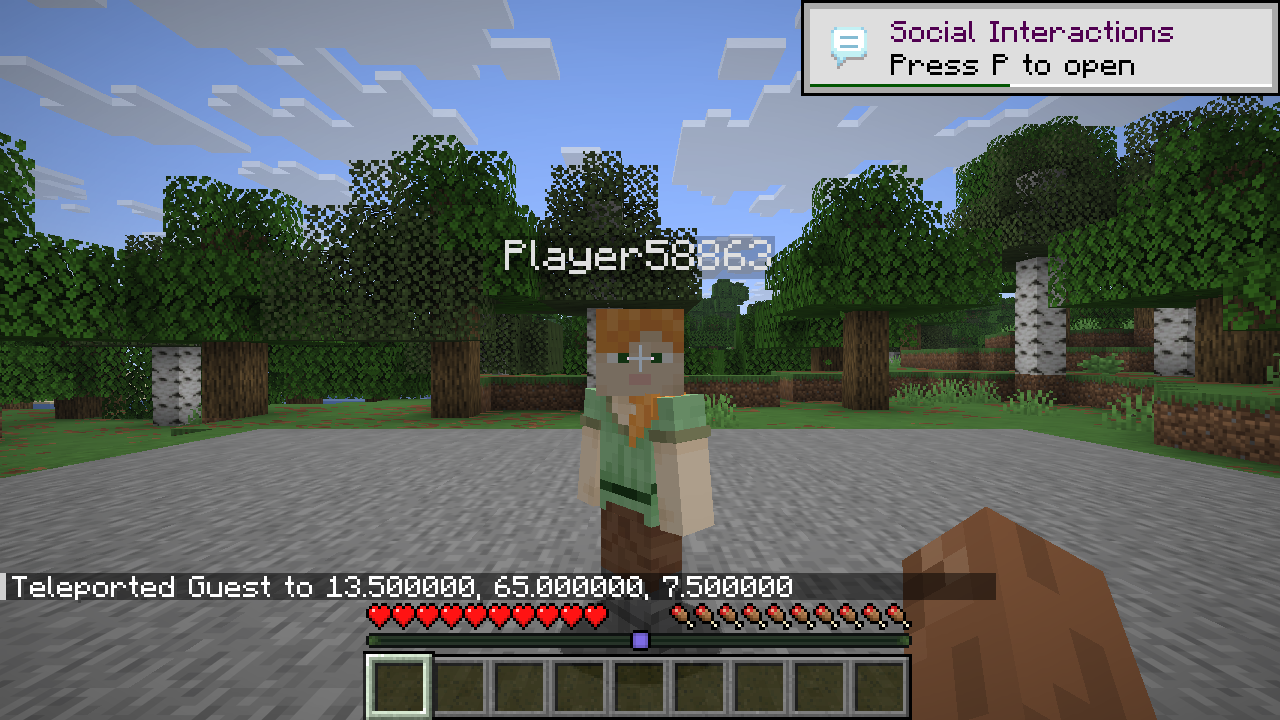 Social Interactions
Press P to open
Player58863
Teleported Guest to 13.500000, 65.000000, 7.500000